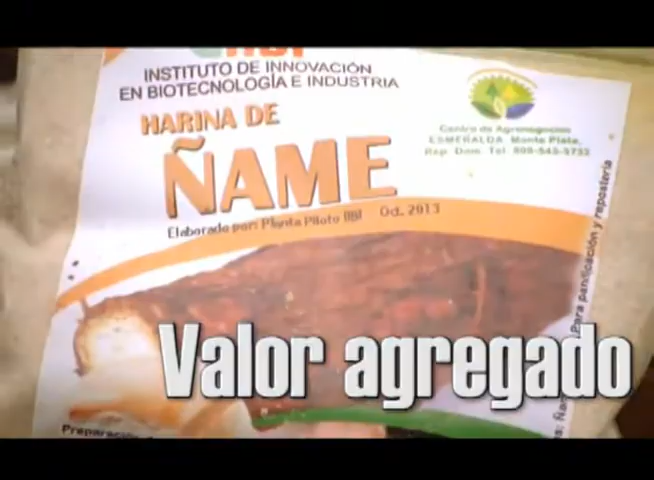 INSTITUTO DE INNOVACIÓN
EN BIOTECNOLOGÍA E INDUSTRIA
HARINA DE
ÑAME
Elaborado por: Planta Piloto IIBI Oct. 2013
Centro de Agronegocios
ESMERALDA Monte Plata,
Rep. Dom. Tel
Para panificación y repostería
Valor agregado